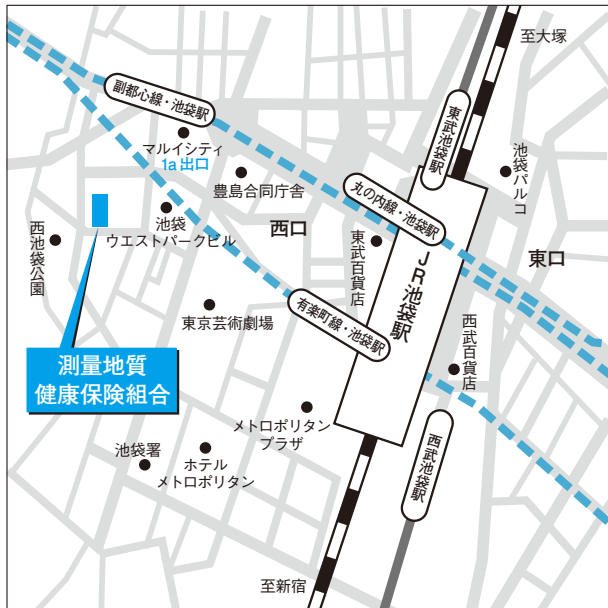 至大塚
副都心線・池袋駅
東武池袋駅
マルイシティ
1a 出口
池袋パルコ
豊島合同庁舎
丸の内線・池袋駅
池袋
ウエストパークビル
西口
東武百貨店
JR池袋駅
東口
西池袋公園
東京芸術劇場
有楽町線・池袋駅
西武百貨店
測量地質
健康保険組合
メトロポリタン
プラザ
西武池袋駅
池袋署
ホテル
メトロポリタン
至新宿